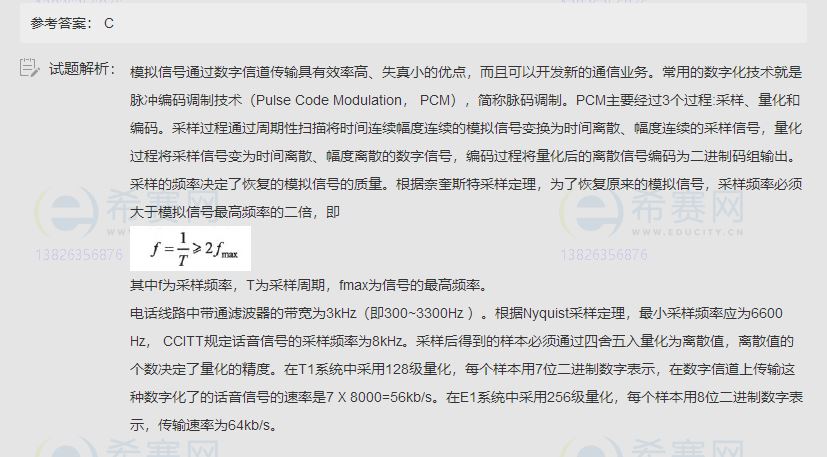 参考答案： C
试题解析：
模拟信号通过数字信道传输具有效率高、失真小的优点，而且可以开发新的通信业务。常用的数字化技术就是
脉冲编码调制技术（Pulse Code Modulation， PCM），简称脉码调制。PCM主要经过3个过程:采样、量化和
编码。采样过程通过周期性扫描将时间连续幅度连续的模拟信号变换为时间离散、幅度连续的采样信号，量化
过程将采样信号变为时间离散、幅度离散的数字信号，编码过程将量化后的离散信号编码为二进制码组输出。
采样的频率决定了恢复的模拟信号的质量。根据奈奎斯特采样定理，为了恢复原来的模拟信号，采样频率必须
大于模拟信号最高频率的二倍，即
f = 1/T ⩾ 2fmax
其中f为采样频率，T为采样周期，fmax为信号的最高频率。
电话线路中带通滤波器的带宽为3kHz（即300~3300Hz ）。根据Nyquist采样定理，最小采样频率应为6600
Hz， CCITT规定话音信号的采样频率为8kHz。采样后得到的样本必须通过四舍五入量化为离散值，离散值的
个数决定了量化的精度。在T1系统中采用128级量化，每个样本用7位二进制数字表示，在数字信道上传输这
种数字化了的话音信号的速率是7 X 8000=56kb/s。在E1系统中采用256级量化，每个样本用8位二进制数字表
示，传输速率为64kb/s。
希赛网
WWW.EDUCITY.CN
13826356876
希赛网
WWW.EDUCITY.CN
13826356876
希赛网
希赛网